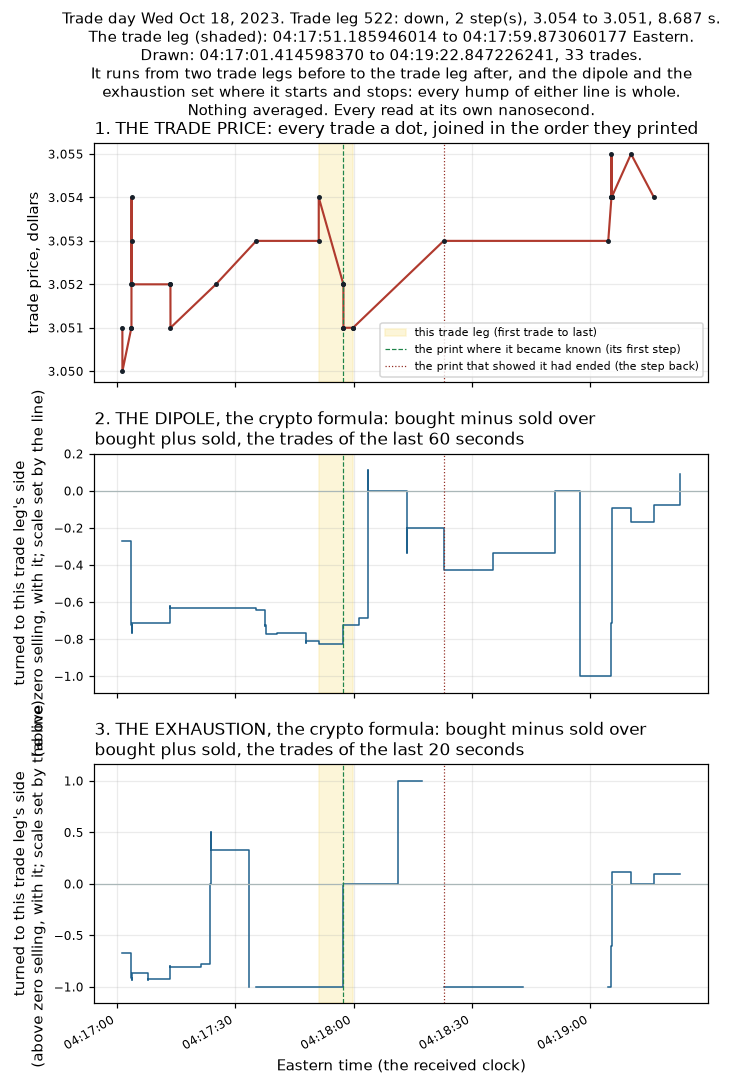 Trade day Wed Oct 18, 2023. Trade leg 522: down, 2 step(s), 3.054 to 3.051, 8.687 s.
The trade leg (shaded): 04:17:51.185946014 to 04:17:59.873060177 Eastern.
Drawn: 04:17:01.414598370 to 04:19:22.847226241, 33 trades.
It runs from two trade legs before to the trade leg after, and the dipole and the
exhaustion set where it starts and stops: every hump of either line is whole.
Nothing averaged. Every read at its own nanosecond.
1. THE TRADE PRICE: every trade a dot, joined in the order they printed
trade price, dollars
3.055
3.054
3.053
3.052
3.051
3.050
this trade leg (first trade to last)
the print where it became known (its first step)
the print that showed it had ended (the step back)
2. THE DIPOLE, the crypto formula: bought minus sold over
bought plus sold, the trades of the last 60 seconds
turned to this trade leg's side
(above zero selling, with it; scale set by the line)
0.2
0.0
−0.2
−0.4
−0.6
−0.8
−1.0
3. THE EXHAUSTION, the crypto formula: bought minus sold over
bought plus sold, the trades of the last 20 seconds
turned to this trade leg's side
(above zero selling, with it; scale set by the line)
1.0
0.5
0.0
−0.5
−1.0
04:17:00
04:17:30
04:18:00
04:18:30
04:19:00
Eastern time (the received clock)